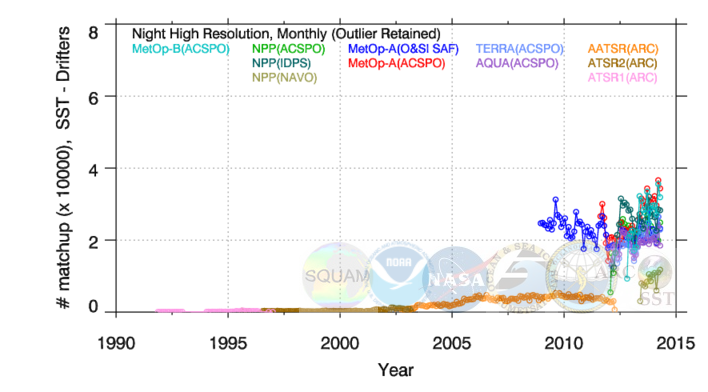 Night High Resolution, Monthly (Outlier Retained)
MetOp-B(ACSPO) NPP(ACSPO) MetOp-A(O&SI SAF) TERRA(ACSPO) AATSR(ARC)
NPP(IDPS) MetOp-A(ACSPO) AQUA(ACSPO) ATSR2(ARC)
NPP(NAVO) ATSR1(ARC)
# matchup (x 10000), SST - Drifters
8
6
4
2
0
SQUAM NOAA NASA ARC
SST
1990 1995 2000 2005 2010 2015
Year